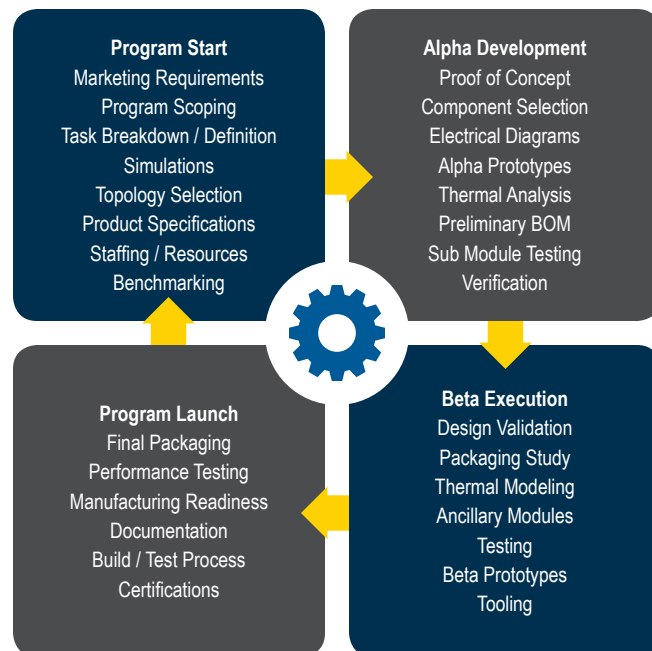 Program Start
Marketing Requirements
Program Scoping
Task Breakdown / Definition
Simulations
Topology Selection
Product Specifications
Staffing / Resources
Benchmarking
Alpha Development
Proof of Concept
Component Selection
Electrical Diagrams
Alpha Prototypes
Thermal Analysis
Preliminary BOM
Sub Module Testing
Verification
Beta Execution
Design Validation
Packaging Study
Thermal Modeling
Ancillary Modules
Testing
Beta Prototypes
Tooling
Program Launch
Final Packaging
Performance Testing
Manufacturing Readiness
Documentation
Build / Test Process
Certifications